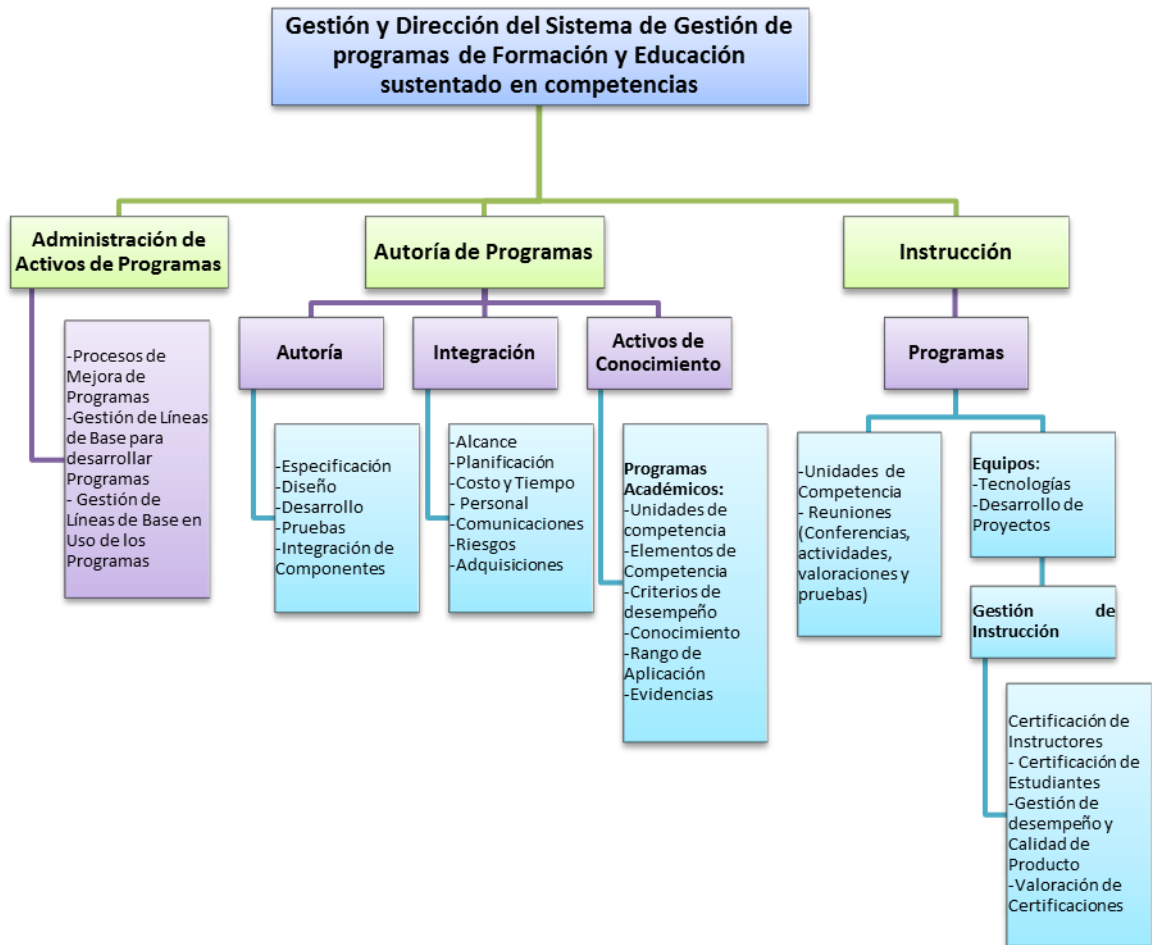 Gestión y Dirección del Sistema de Gestión de
programas de Formación y Educación
sustentado en competencias
Administración de
Activos de Programas
Autoría de Programas
Instrucción
-Procesos de
Mejora de
Programas
-Gestión de Líneas
de Base para
desarrollar
Programas
- Gestión de
Líneas de Base en
Uso de los
Programas
Autoría
Integración
Activos de
Conocimiento
Programas
-Especificación
-Diseño
-Desarrollo
-Pruebas
-Integración de
Componentes
-Alcance
-Planificación
-Costo y Tiempo
- Personal
-Comunicaciones
-Riesgos
-Adquisiciones
Programas
Académicos:
-Unidades de
competencia
-Elementos de
Competencia
-Criterios de
desempeño
-Conocimiento
-Rango de
Aplicación
-Evidencias
-Unidades de
Competencia
- Reuniones
(Conferencias,
actividades,
valoraciones y
pruebas)
Equipos:
-Tecnologías
-Desarrollo de
Proyectos
Gestión de
Instrucción
Certificación de
Instructores
- Certificación de
Estudiantes
-Gestión de
desempeño y
Calidad de
Producto
-Valoración de
Certificaciones